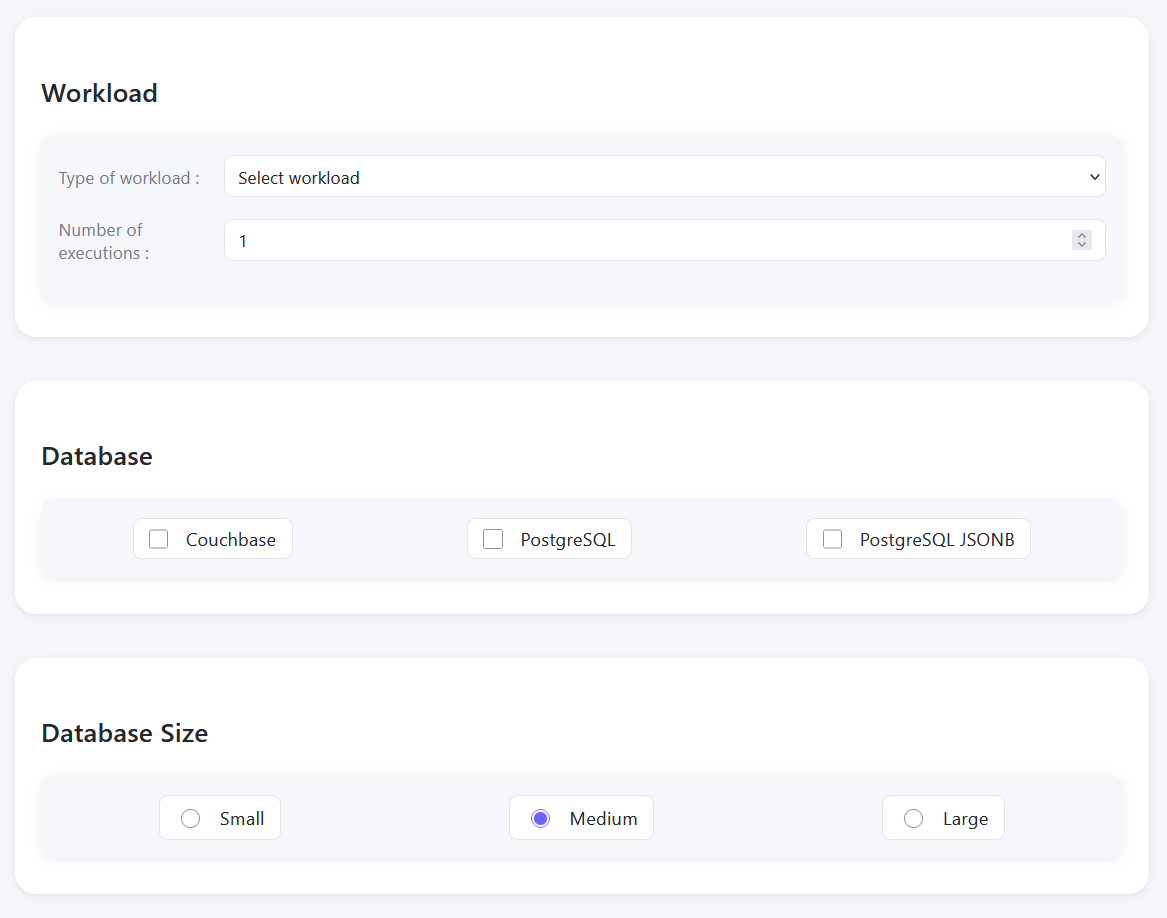 Workload
Type of workload :
Select workload
Number of
executions :
1
Database
Couchbase
PostgreSQL
PostgreSQL JSONB
Database Size
Small
Medium
Large